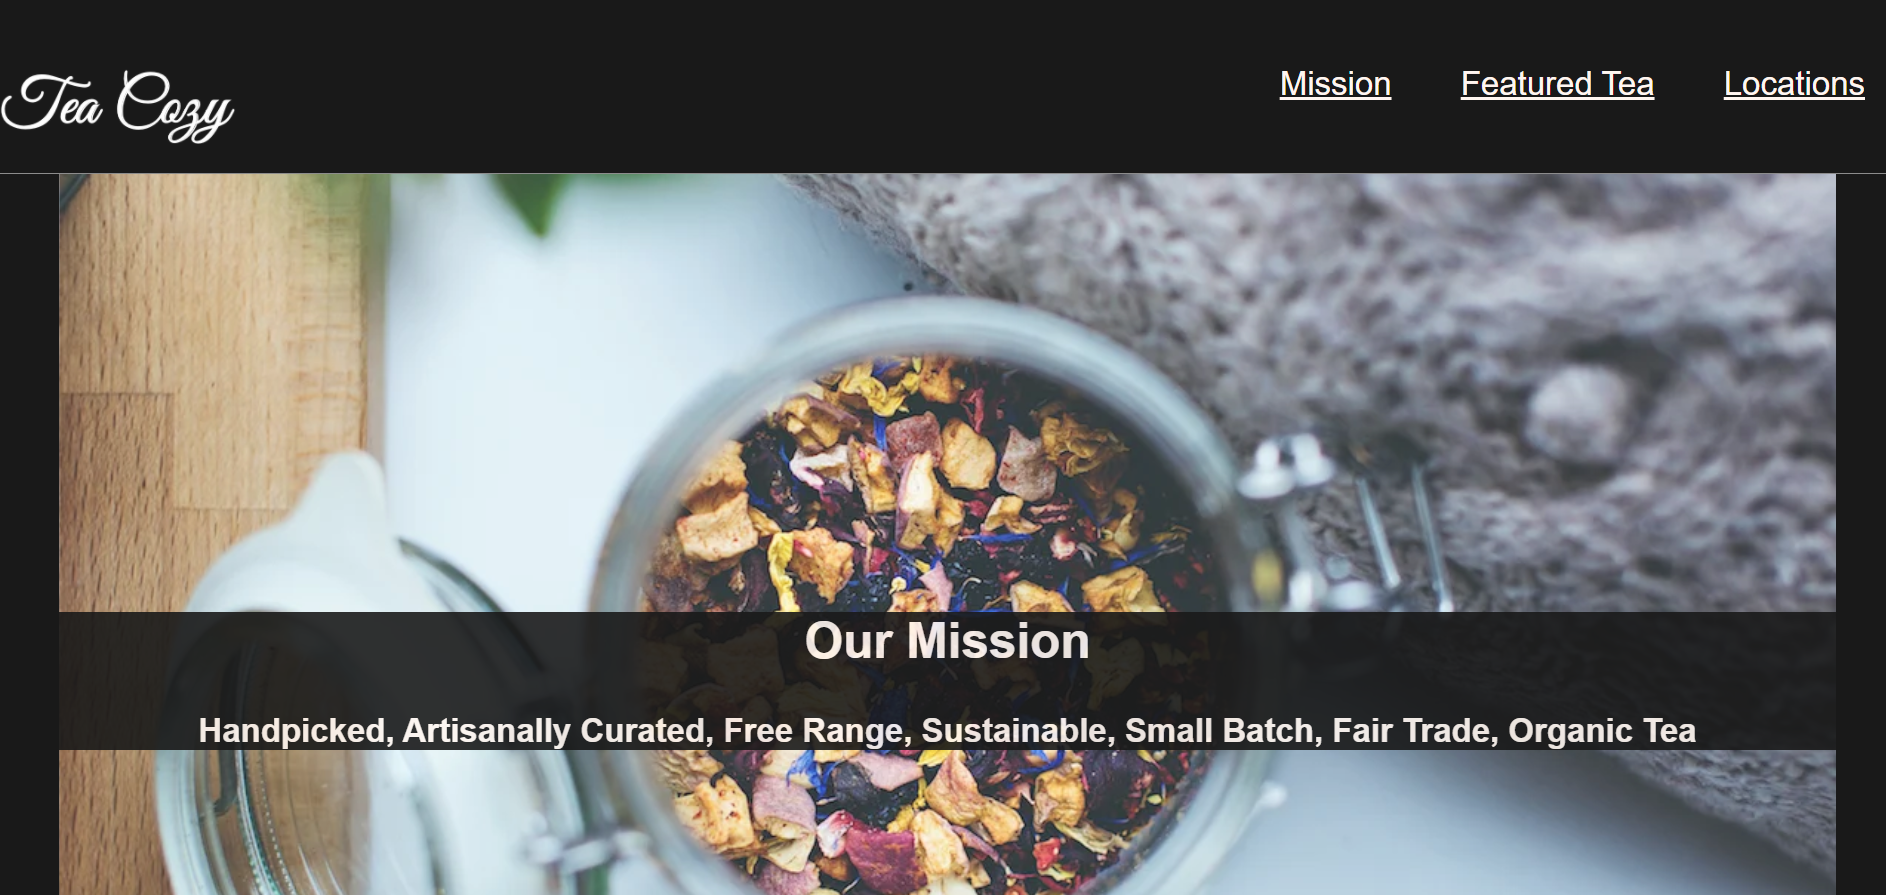 Tea Cozy
Mission Featured Tea Locations
Our Mission
Handpicked, Artisanally Curated, Free Range, Sustainable, Small Batch, Fair Trade, Organic Tea